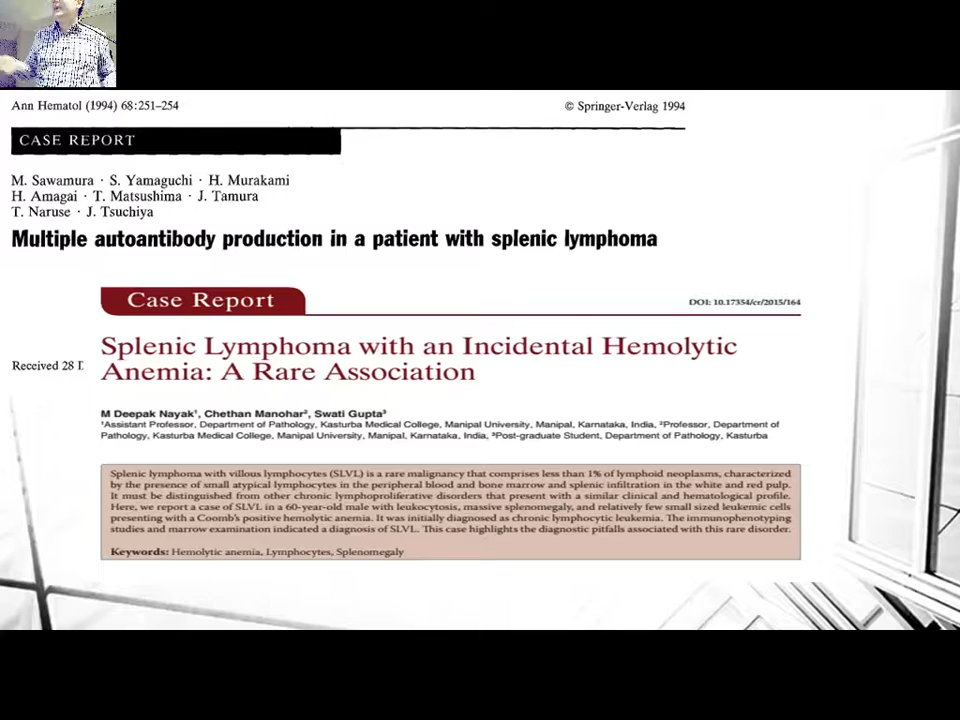 Ann Hematol (1994) 68:251–254
© Springer-Verlag 1994
CASE REPORT
M. Sawamura · S. Yamaguchi · H. Murakami
H. Amagai · T. Matsushima · J. Tamura
T. Naruse · J. Tsuchiya
Multiple autoantibody production in a patient with splenic lymphoma
Case Report
DOI: 10.17354/cr/2015/164
Splenic Lymphoma with an Incidental Hemolytic
Anemia: A Rare Association
Received 28
M Deepak Nayak¹, Chethan Manohar², Swati Gupta³
¹Assistant Professor, Department of Pathology, Kasturba Medical College, Manipal University, Manipal, Karnataka, India, ²Professor, Department of
Pathology, Kasturba Medical College, Manipal University, Manipal, Karnataka, India, ³Post-graduate Student, Department of Pathology, Kasturba
Splenic lymphoma with villous lymphocytes (SLVL) is a rare malignancy that comprises less than 1% of lymphoid neoplasms, characterized
by the presence of small atypical lymphocytes in the peripheral blood and bone marrow and splenic infiltration in the white and red pulp.
It must be distinguished from other chronic lymphoproliferative disorders that present with a similar clinical and hematological profile.
Here, we report a case of SLVL in a 60-year-old male with leukocytosis, massive splenomegaly, and relatively few small sized leukemic cells
presenting with a Coomb's positive hemolytic anemia. It was initially diagnosed as chronic lymphocytic leukemia. The immunophenotyping
studies and marrow examination indicated a diagnosis of SLVL. This case highlights the diagnostic pitfalls associated with this rare disorder.
Keywords: Hemolytic anemia, Lymphocytes, Splenomegaly